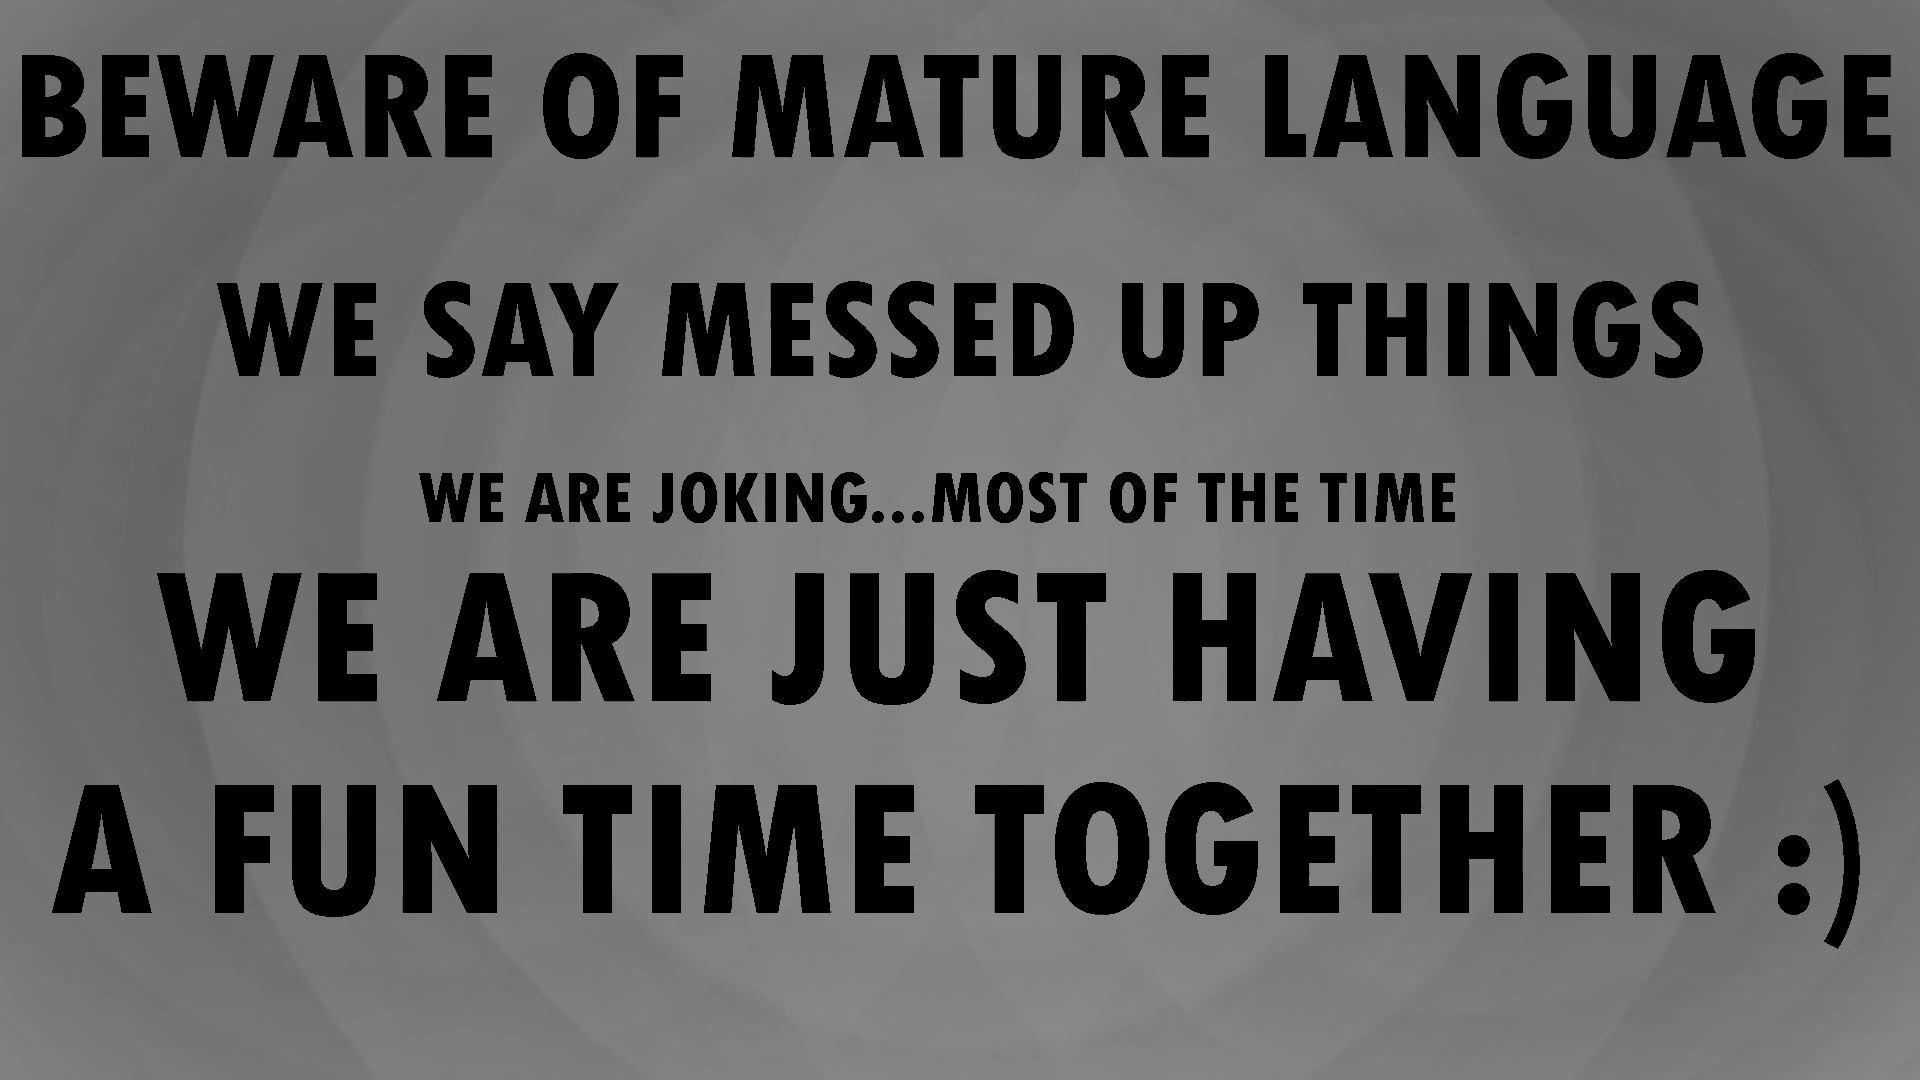 BEWARE OF MATURE LANGUAGE
WE SAY MESSED UP THINGS
WE ARE JOKING...MOST OF THE TIME
WE ARE JUST HAVING
A FUN TIME TOGETHER :)